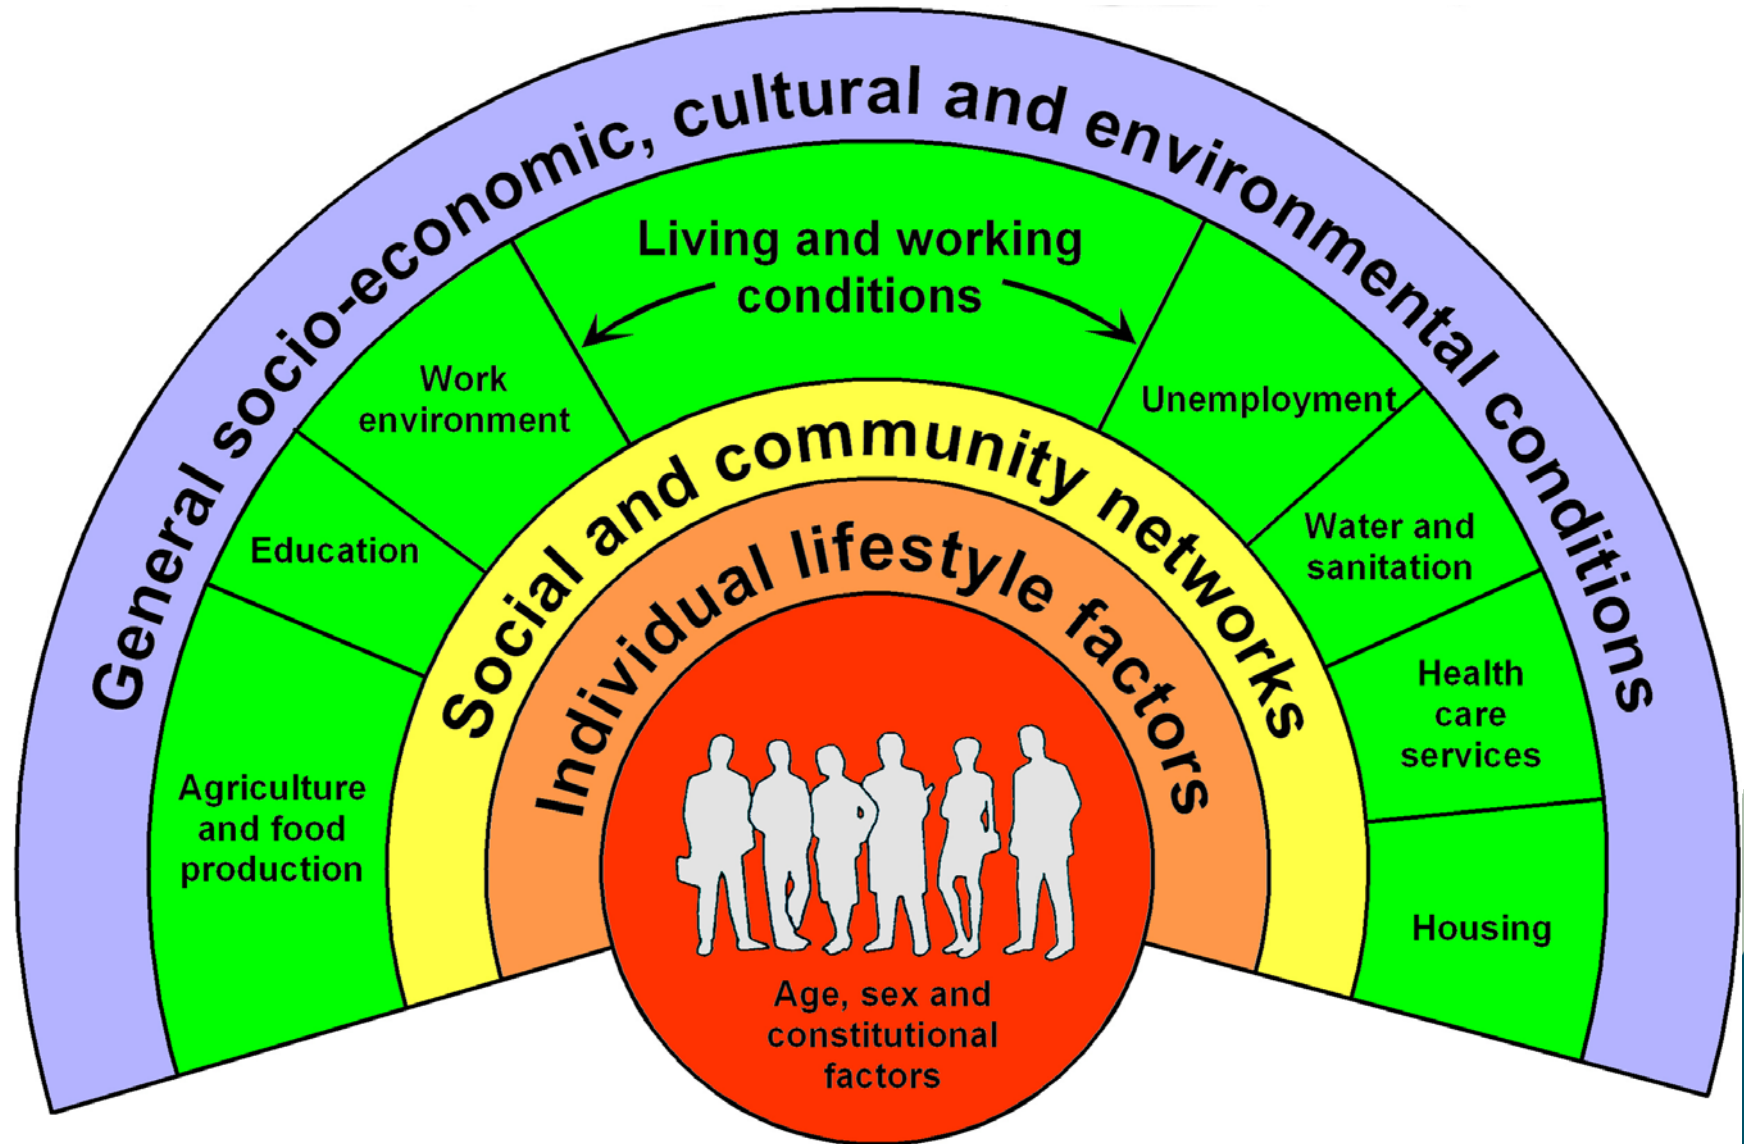 General socio-economic, cultural and environmental conditions
Living and working
conditions
Work
environment
Unemployment
Education
Water and
sanitation
Agriculture
and food
production
Health
care
services
Housing
Social and community networks
Individual lifestyle factors
Age, sex and
constitutional
factors